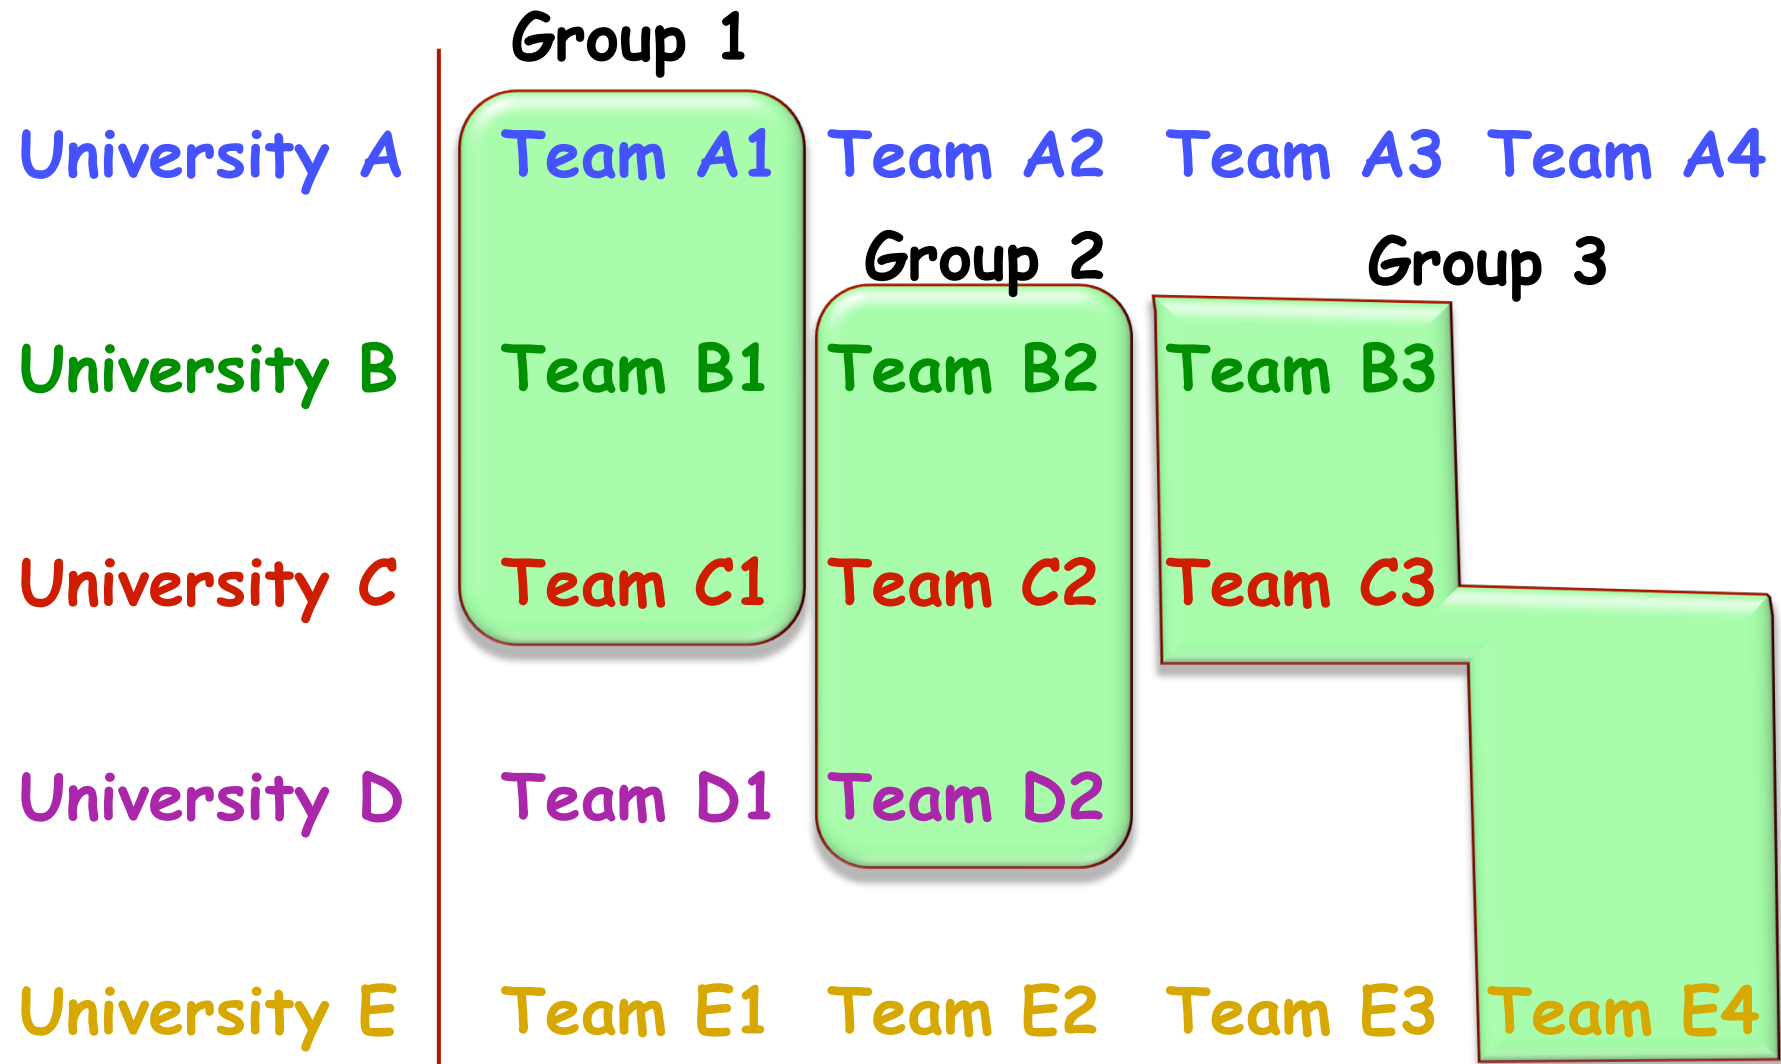 Group 1
University A Team A1 Team A2 Team A3 Team A4
Group 2 Group 3
University B Team B1 Team B2 Team B3
University C Team C1 Team C2 Team C3
University D Team D1 Team D2
University E Team E1 Team E2 Team E3 Team E4